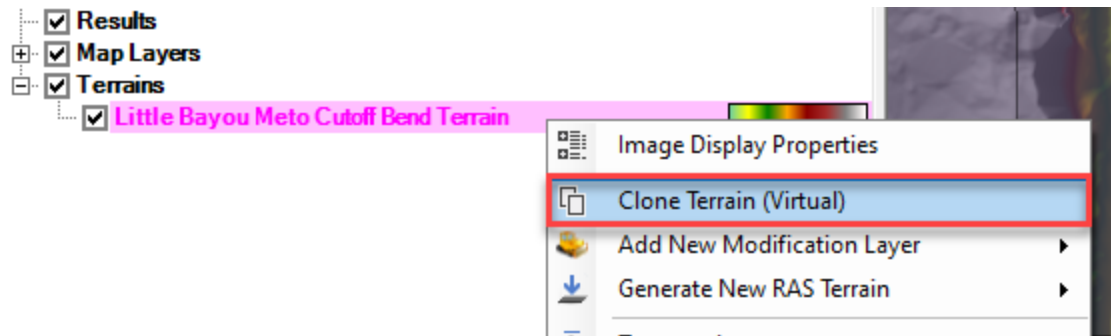 Results
Map Layers
Terrains
Little Bayou Meto Cutoff Bend Terrain
Image Display Properties
Clone Terrain (Virtual)
Add New Modification Layer
Generate New RAS Terrain